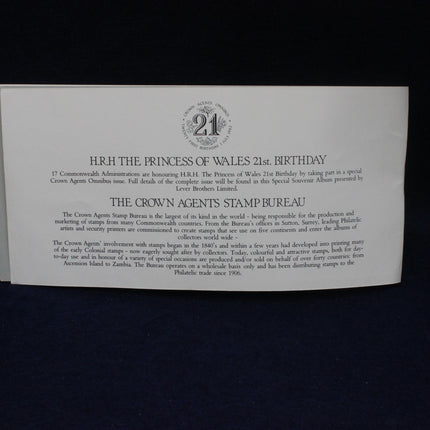 21
H.R.H THE PRINCESS OF WALES 21st. BIRTHDAY
17 Commonwealth Administrations are honouring H.R.H. The Princess of Wales 21st Birthday by taking part in a special
Crown Agents Omnibus issue. Full details of the complete issue will be found in this Special Souvenir Album presented by
Lever Brothers Limited.
THE CROWN AGENTS STAMP BUREAU
The Crown Agents Stamp Bureau is the largest of its kind in the world - being responsible for the production and
marketing of stamps from many Commonwealth countries. From the Bureau's offices in Sutton, Surrey, leading Philatelic
artists and security printers are commissioned to create stamps that see use on five continents and enter the albums of
collectors world wide -
The Crown Agents' involvement with stamps began in the 1840's and within a few years had developed into printing many
of the early Colonial stamps - now eagerly sought after by collectors. Today, colourful and attractive stamps, both for day-
to-day use and in honour of a variety of special occasions are produced and/or sold on behalf of over forty countries: from
Ascension Island to Zambia. The Bureau operates on a wholesale basis only and has been distributing stamps to the
Philatelic trade since 1906.